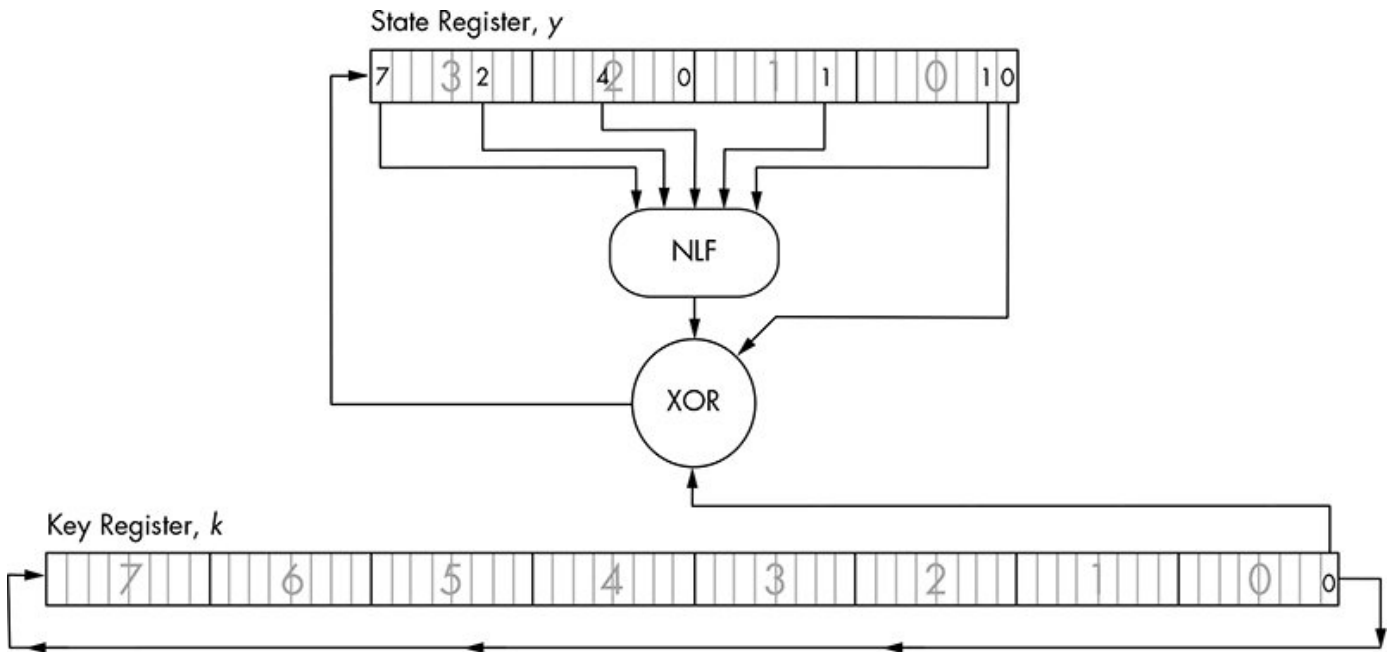 State Register, y
7 3 2 4 2 0 1 1 0 1 0
NLF
XOR
Key Register, k
7 6 5 4 3 2 1 0 0